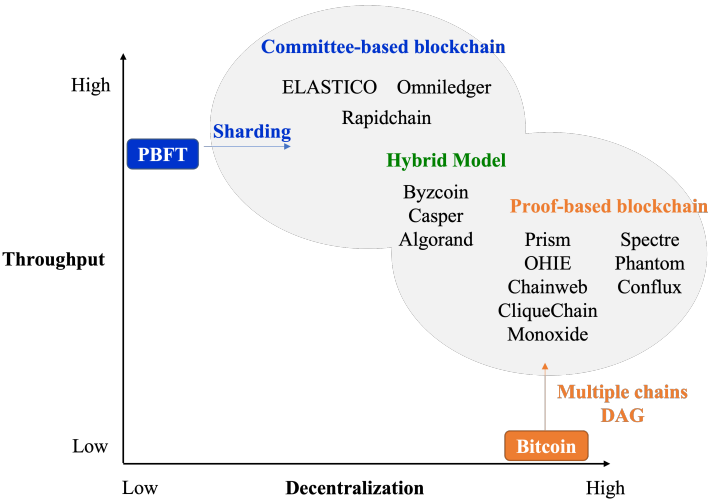 Committee-based blockchain
High
ELASTICO Omniledger
Rapidchain
Sharding
PBFT
Hybrid Model
Byzcoin
Casper
Algorand
Proof-based blockchain
Prism Spectre
OHIE Phantom
Chainweb Conflux
CliqueChain
Monoxide
Throughput
Multiple chains
DAG
Low
Bitcoin
Low Decentralization High